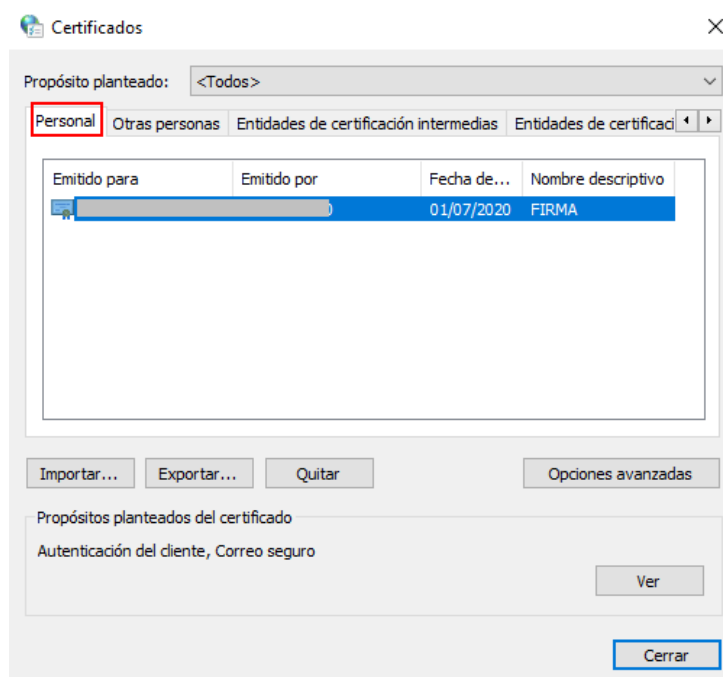 Certificados
Propósito planteado: <Todos>
Personal Otras personas Entidades de certificación intermedias Entidades de certificaci
Emitido para Emitido por Fecha de... Nombre descriptivo
01/07/2020 FIRMA
Importar... Exportar... Quitar Opciones avanzadas
Propósitos planteados del certificado
Autenticación del cliente, Correo seguro
Ver
Cerrar